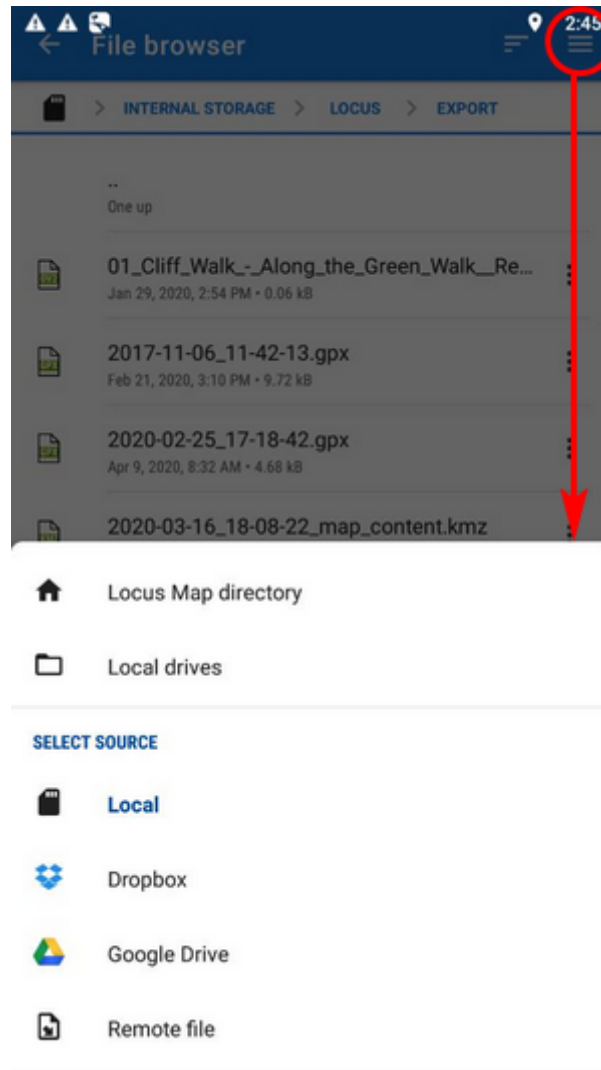 2:45
File browser
> INTERNAL STORAGE > LOCUS > EXPORT
..
One up
01_Cliff_Walk_-_Along_the_Green_Walk__Re...
Jan 29, 2020, 2:54 PM • 0.06 kB
2017-11-06_11-42-13.gpx
Feb 21, 2020, 3:10 PM • 9.72 kB
2020-02-25_17-18-42.gpx
Apr 9, 2020, 8:32 AM • 4.68 kB
2020-03-16_18-08-22_map_content.kmz
Locus Map directory
Local drives
SELECT SOURCE
Local
Dropbox
Google Drive
Remote file